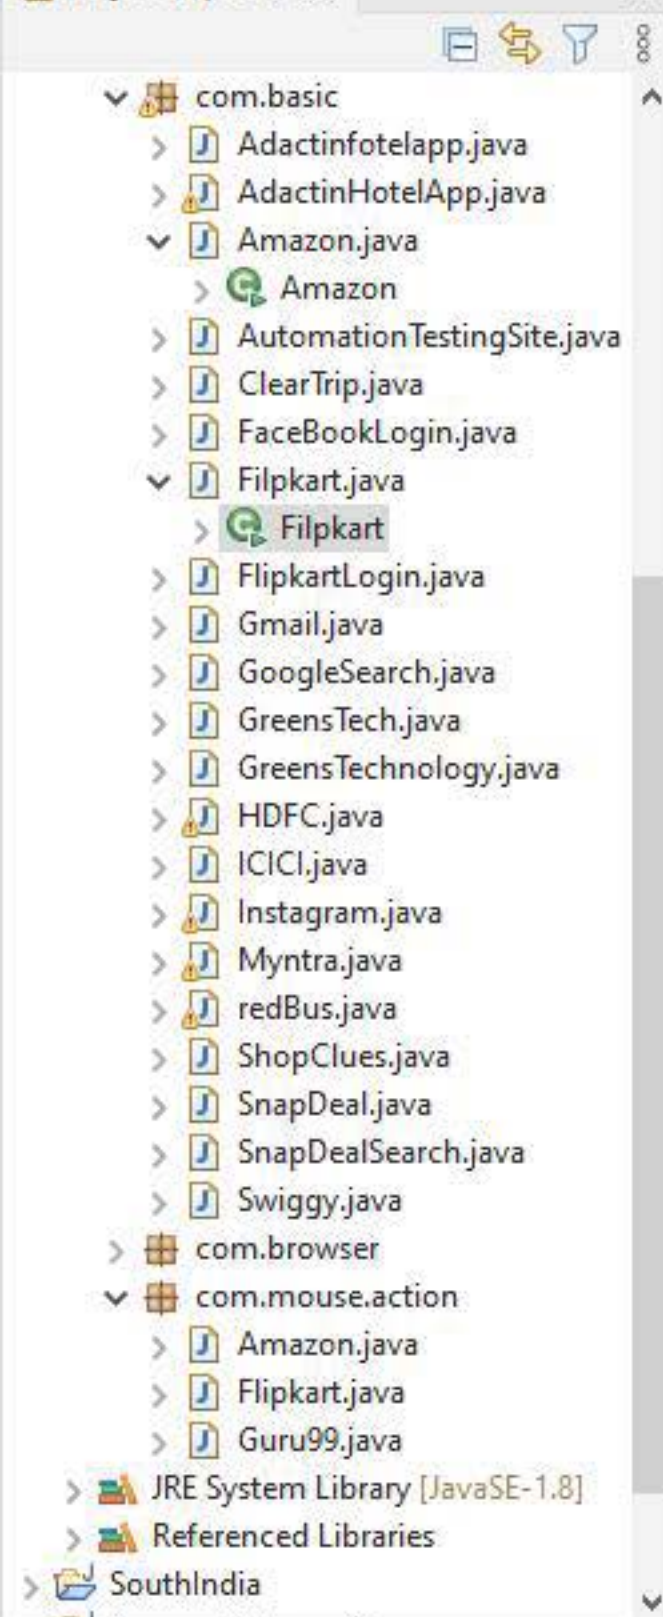 com.basic
Adactinfotelapp.java
AdactinHotelApp.java
Amazon.java
Amazon
AutomationTestingSite.java
ClearTrip.java
FaceBookLogin.java
Filpkart.java
Filpkart
FlipkartLogin.java
Gmail.java
GoogleSearch.java
GreensTech.java
GreensTechnology.java
HDFC.java
ICICI.java
Instagram.java
Myntra.java
redBus.java
ShopClues.java
SnapDeal.java
SnapDealSearch.java
Swiggy.java
com.browser
com.mouse.action
Amazon.java
Flipkart.java
Guru99.java
JRE System Library [JavaSE-1.8]
Referenced Libraries
SouthIndia